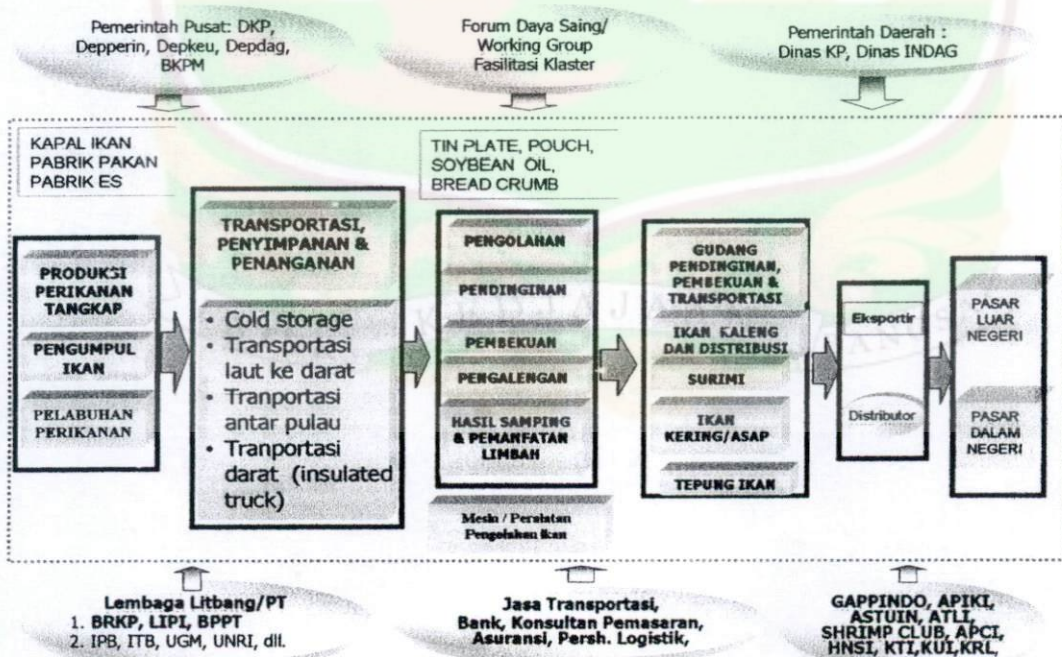 Pemerintah Pusat: DKP,
Depperin, Depkeu, Depdag,
BKPM
Forum Daya Saing/
Working Group
Fasilitasi Klaster
Pemerintah Daerah :
Dinas KP, Dinas INDAG
KAPAL IKAN
PABRIK PAKAN
PABRIK ES
TIN PLATE, POUCH,
SOYBEAN OIL,
BREAD CRUMB
PRODUKSI
PERIKANAN
TANGKAP
PENGUMPUL
IKAN
PELABUHAN
PERIKANAN
TRANSPORTASI,
PENYIMPANAN &
PENANGANAN
• Cold storage
• Transportasi
laut ke darat
• Tranportasi
antar pulau
• Tranportasi
darat (insulated
truck)
PENGOLAHAN
PENDINGINAN
PEMBEKUAN
PENGALENGAN
HASIL SAMPING
& PEMANFATAN
LIMBAH
Mesin / Peralatan
Pengolahan ikan
GUDANG
PENDINGINAN,
PEMBEKUAN &
TRANSPORTASI
IKAN KALENG
DAN DISTRIBUSI
SURIMI
IKAN
KERING/ASAP
TEPUNG IKAN
Eksportir
Distributor
PASAR
LUAR
NEGERI
PASAR
DALAM
NEGERI
Lembaga Litbang/PT
1. BRKP, LIPI, BPPT
2. IPB, ITB, UGM, UNRI, dll.
Jasa Transportasi,
Bank, Konsultan Pemasaran,
Asuransi, Persh. Logistik,
GAPPINDO, APIKI,
ASTUIN, ATLI,
SHRIMP CLUB, APCI,
HNSI, KTI,KUI,KRL,